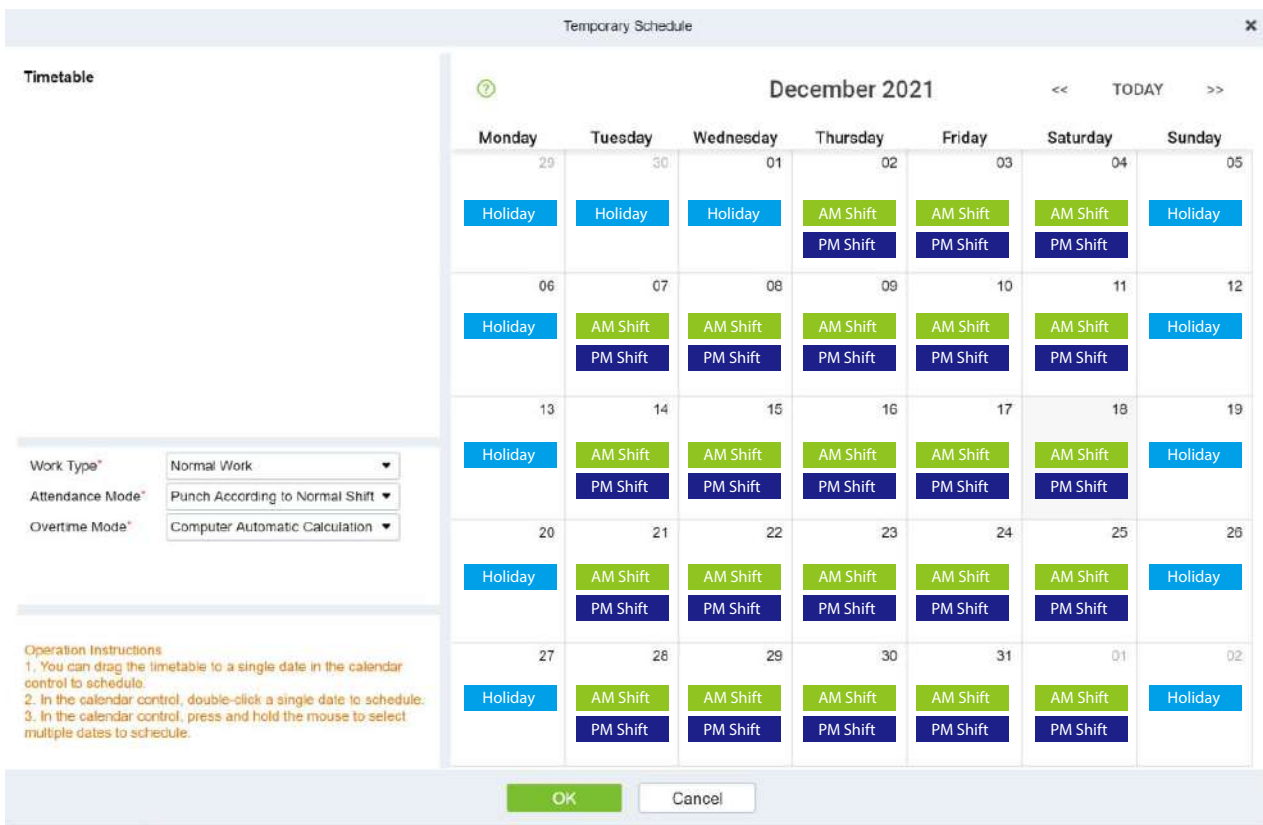 Temporary Schedule ×
Timetable
? December 2021 << TODAY >>
Monday Tuesday Wednesday Thursday Friday Saturday Sunday
29 30 01 02 03 04 05
Holiday Holiday Holiday AM Shift AM Shift AM Shift Holiday
PM Shift PM Shift PM Shift
06 07 08 09 10 11 12
Holiday AM Shift AM Shift AM Shift AM Shift AM Shift Holiday
PM Shift PM Shift PM Shift PM Shift PM Shift
13 14 15 16 17 18 19
Holiday AM Shift AM Shift AM Shift AM Shift AM Shift Holiday
PM Shift PM Shift PM Shift PM Shift PM Shift
20 21 22 23 24 25 26
Holiday AM Shift AM Shift AM Shift AM Shift AM Shift Holiday
PM Shift PM Shift PM Shift PM Shift PM Shift
27 28 29 30 31 01 02
Holiday AM Shift AM Shift AM Shift AM Shift AM Shift Holiday
PM Shift PM Shift PM Shift PM Shift PM Shift
Work Type* Normal Work
Attendance Mode* Punch According to Normal Shift
Overtime Mode* Computer Automatic Calculation
Operation Instructions
1. You can drag the timetable to a single date in the calendar
control to schedule.
2. In the calendar control, double-click a single date to schedule.
3. In the calendar control, press and hold the mouse to select
multiple dates to schedule.
OK Cancel